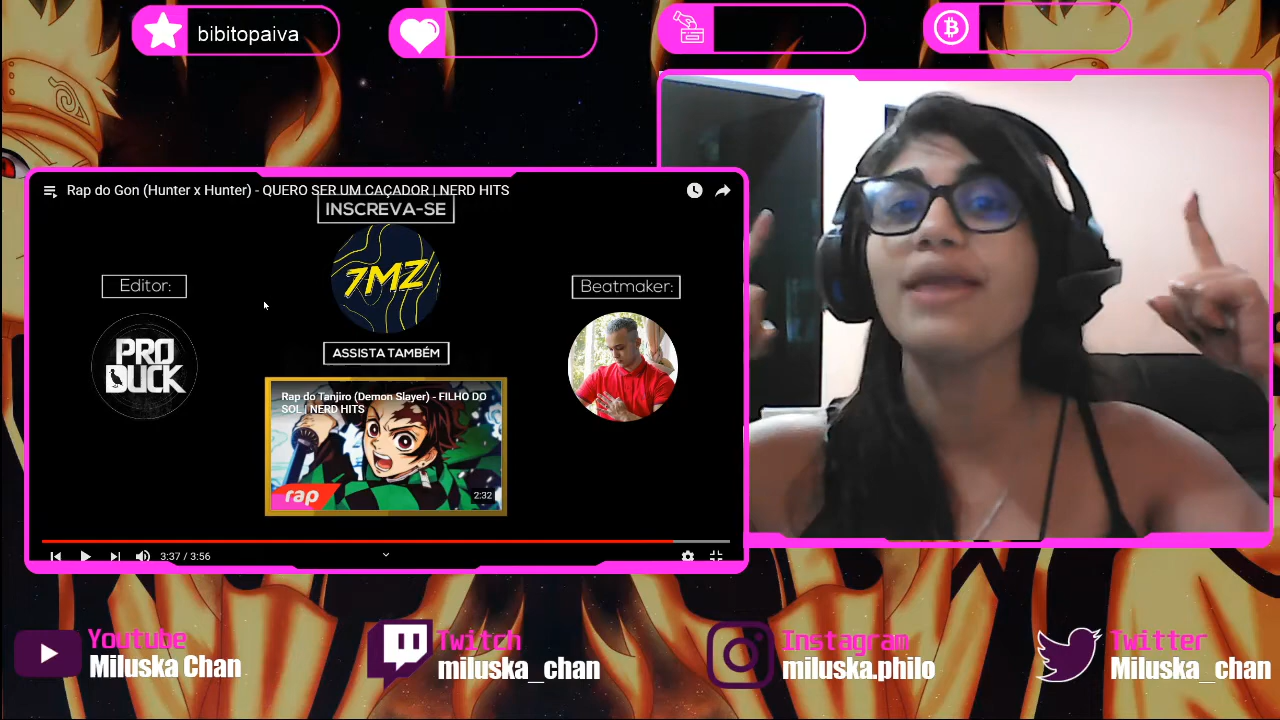 bibitopaiva
Rap do Gon (Hunter x Hunter) - QUERO SER UM CAÇADOR | NERD HITS
INSCREVA-SE
7MZ
Editor:
PRO
DUCK
Beatmaker:
ASSISTA TAMBÉM
Rap do Tanjiro (Demon Slayer) - FILHO DO
SOL | NERD HITS
rap
2:32
3:37 / 3:56
Youtube
Miluska Chan
Twitch
miluska_chan
Instagram
miluska.philo
Twitter
Miluska_chan